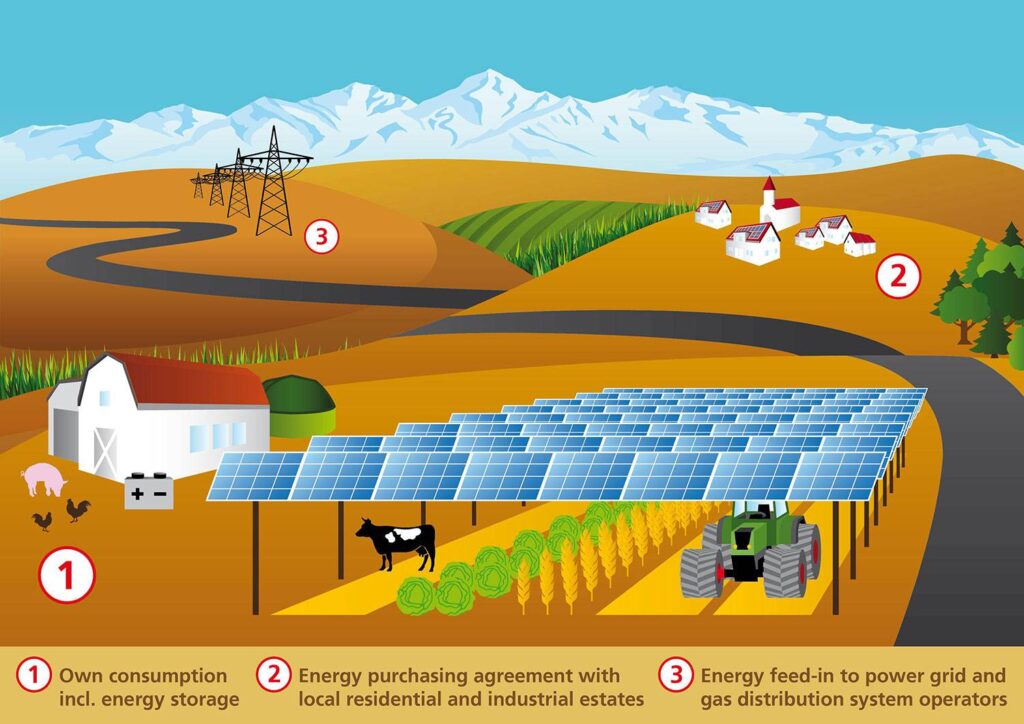 3
2
+ −
1
1 Own consumption
incl. energy storage
2 Energy purchasing agreement with
local residential and industrial estates
3 Energy feed-in to power grid and
gas distribution system operators